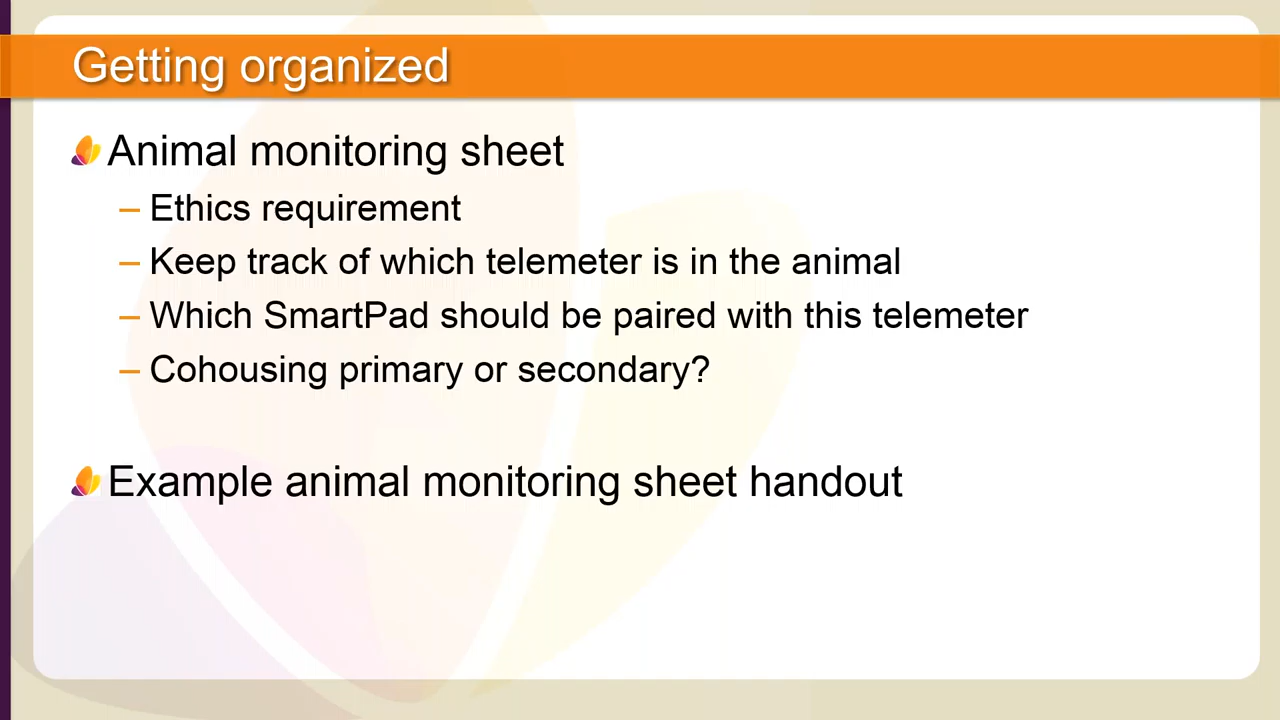 Getting organized
Animal monitoring sheet
– Ethics requirement
– Keep track of which telemeter is in the animal
– Which SmartPad should be paired with this telemeter
– Cohousing primary or secondary?
Example animal monitoring sheet handout